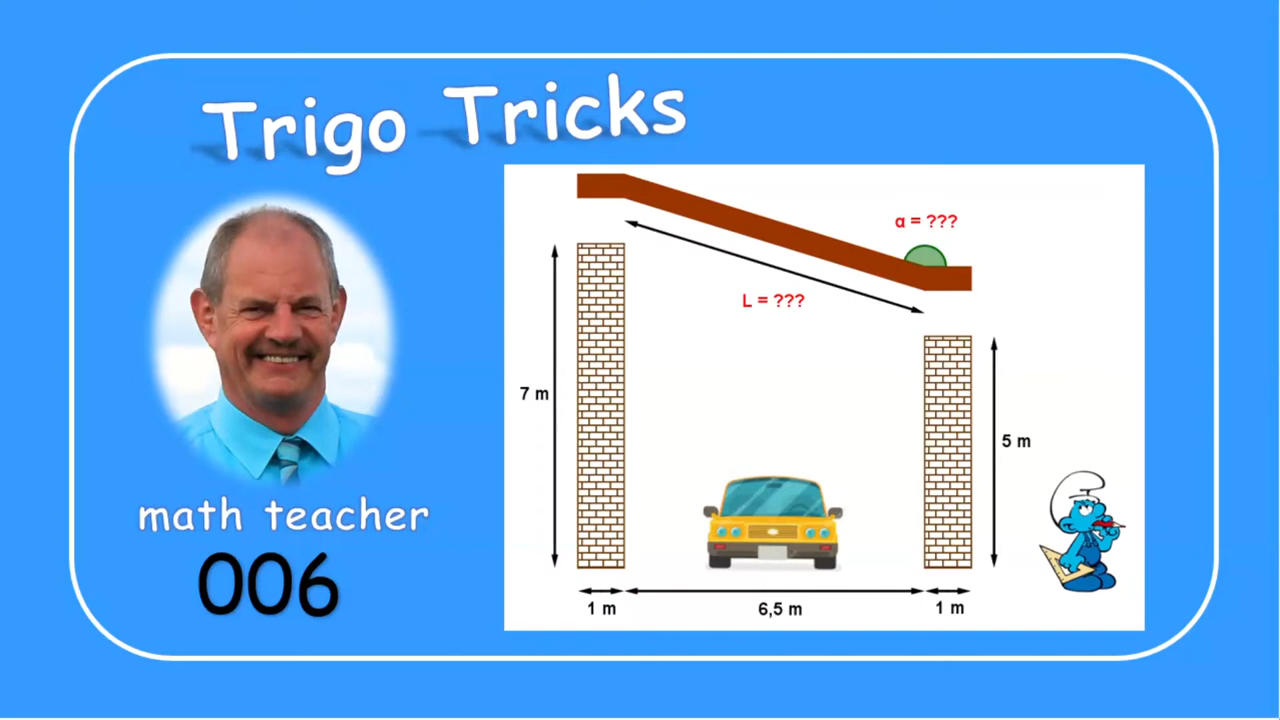 Trigo Tricks
α = ???
L = ???
7 m
5 m
math teacher
006
1 m
6,5 m
1 m